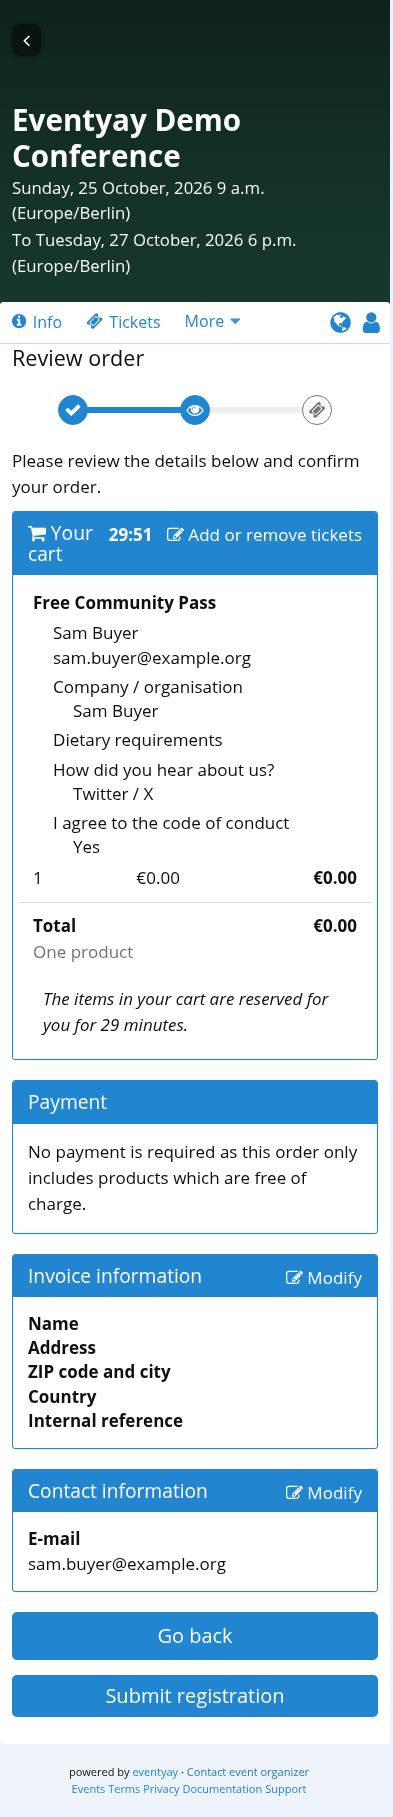 Eventyay Demo
Conference
Sunday, 25 October, 2026 9 a.m.
(Europe/Berlin)
To Tuesday, 27 October, 2026 6 p.m.
(Europe/Berlin)
Info Tickets More
Review order
Please review the details below and confirm
your order.
Your cart 29:51 Add or remove tickets
Free Community Pass
Sam Buyer
sam.buyer@example.org
Company / organisation
Sam Buyer
Dietary requirements
How did you hear about us?
Twitter / X
I agree to the code of conduct
Yes
1 €0.00 €0.00
Total €0.00
One product
The items in your cart are reserved for
you for 29 minutes.
Payment
No payment is required as this order only
includes products which are free of
charge.
Invoice information Modify
Name
Address
ZIP code and city
Country
Internal reference
Contact information Modify
E-mail
sam.buyer@example.org
Go back
Submit registration
powered by eventyay · Contact event organizer
Events Terms Privacy Documentation Support